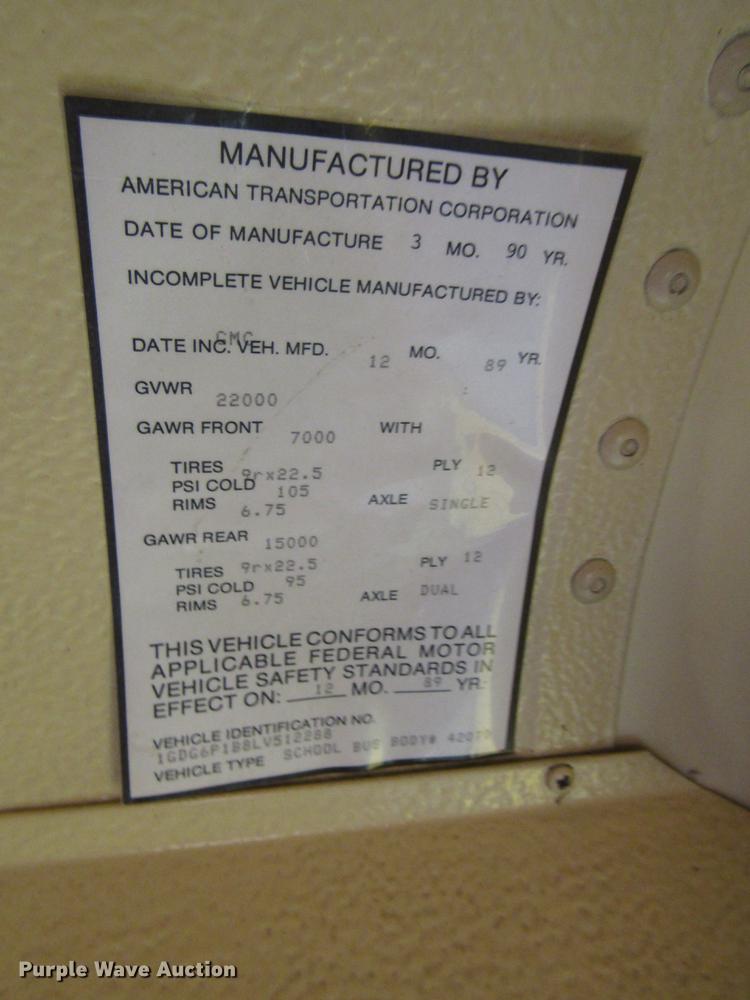 MANUFACTURED BY
AMERICAN TRANSPORTATION CORPORATION
DATE OF MANUFACTURE 3 MO. 90 YR.
INCOMPLETE VEHICLE MANUFACTURED BY:
GMC
DATE INC. VEH. MFD. 12 MO. 89 YR.
GVWR 22000
GAWR FRONT 7000 WITH
TIRES 9rx22.5 PLY 12
PSI COLD 105
RIMS 6.75 AXLE SINGLE
GAWR REAR 15000
TIRES 9rx22.5 PLY 12
PSI COLD 95
RIMS 6.75 AXLE DUAL
THIS VEHICLE CONFORMS TO ALL
APPLICABLE FEDERAL MOTOR
VEHICLE SAFETY STANDARDS IN
EFFECT ON: 12 MO. 89 YR.
VEHICLE IDENTIFICATION NO.
1GDG6P1B8LV512288
VEHICLE TYPE SCHOOL BUS BODY#
Purple Wave Auction